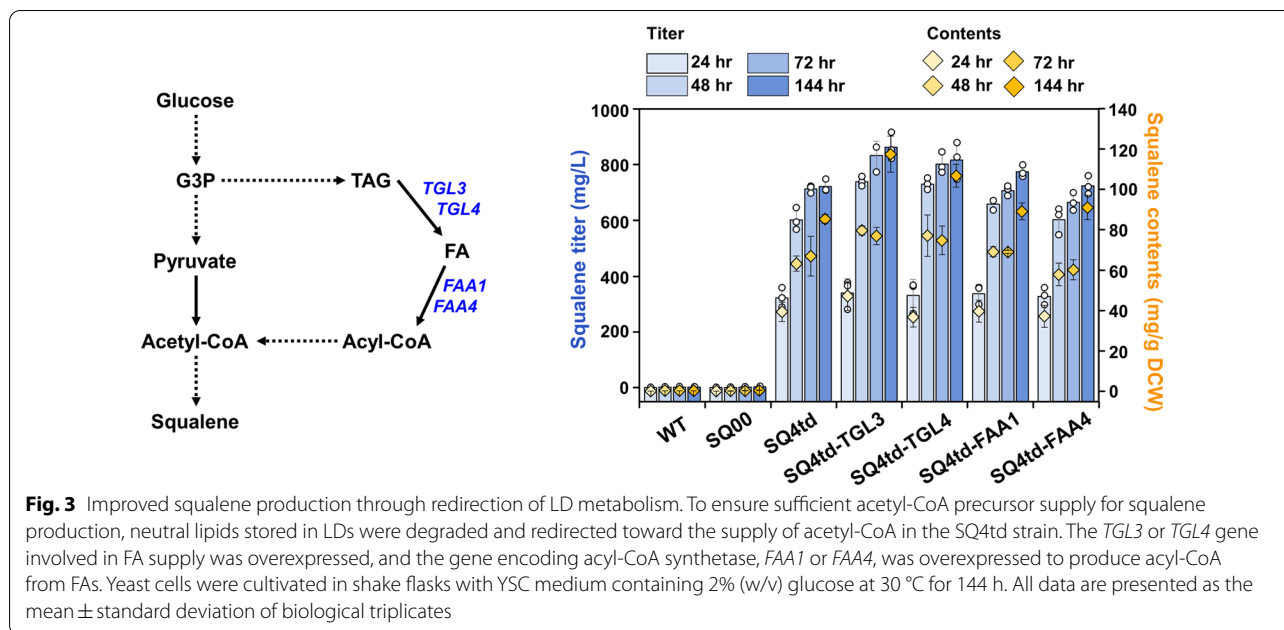 Glucose
G3P
TAG
TGL3
TGL4
FA
Pyruvate
FAA1
FAA4
Acetyl-CoA
Acyl-CoA
Squalene
Titer
24 hr
72 hr
48 hr
144 hr
Contents
24 hr
72 hr
48 hr
144 hr
Squalene titer (mg/L)
1000
800
600
400
200
0
140
120
100
80
60
40
20
0
Squalene contents (mg/g DCW)
WT
SQ00
SQ4td
SQ4td-TGL3
SQ4td-TGL4
SQ4td-FAA1
SQ4td-FAA4
Fig. 3 Improved squalene production through redirection of LD metabolism. To ensure sufficient acetyl-CoA precursor supply for squalene
production, neutral lipids stored in LDs were degraded and redirected toward the supply of acetyl-CoA in the SQ4td strain. The TGL3 or TGL4 gene
involved in FA supply was overexpressed, and the gene encoding acyl-CoA synthetase, FAA1 or FAA4, was overexpressed to produce acyl-CoA
from FAs. Yeast cells were cultivated in shake flasks with YSC medium containing 2% (w/v) glucose at 30 °C for 144 h. All data are presented as the
mean ± standard deviation of biological triplicates